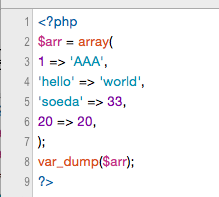 1 <?php
2 $arr = array(
3 1 => 'AAA',
4 'hello' => 'world',
5 'soeda' => 33,
6 20 => 20,
7 );
8 var_dump($arr);
9 ?>